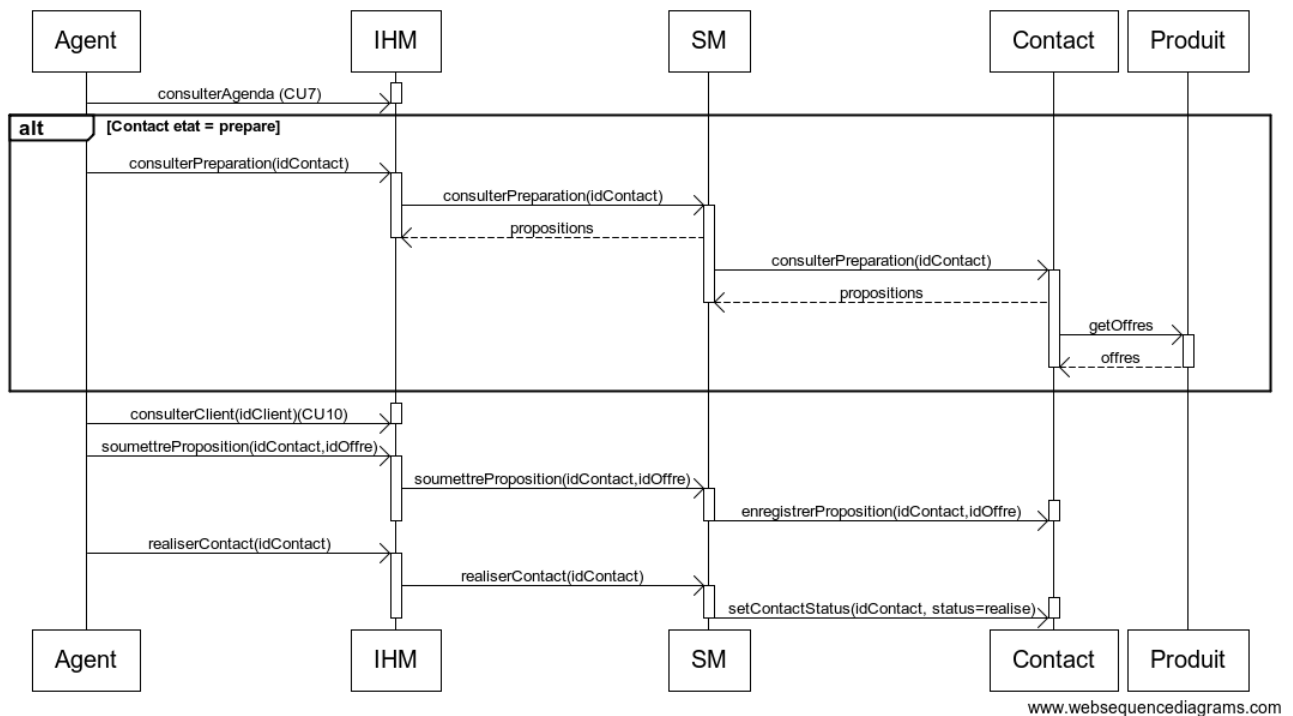 Agent IHM SM Contact Produit
consulterAgenda (CU7)
alt [Contact etat = prepare]
consulterPreparation(idContact)
consulterPreparation(idContact)
propositions
consulterPreparation(idContact)
propositions
getOffres
offres
consulterClient(idClient)(CU10)
soumettreProposition(idContact,idOffre)
soumettreProposition(idContact,idOffre)
enregistrerProposition(idContact,idOffre)
realiserContact(idContact)
realiserContact(idContact)
setContactStatus(idContact, status=realise)
Agent IHM SM Contact Produit
www.websequencediagrams.com